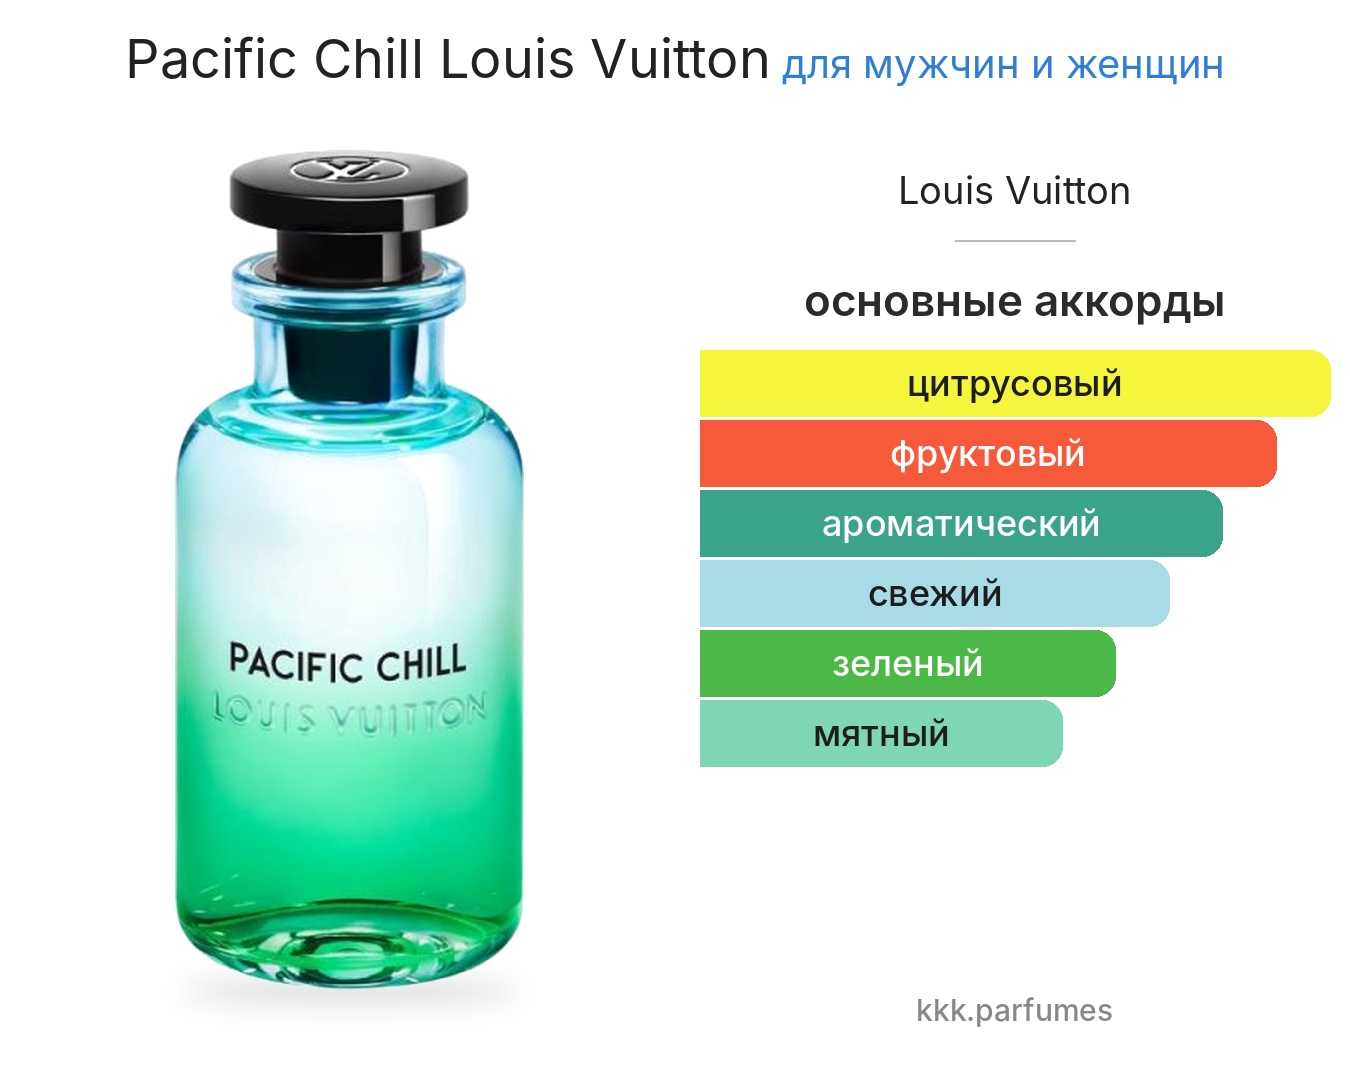 Pacific Chill Louis Vuitton для мужчин и женщин
LV
PACIFIC CHILL
LOUIS VUITTON
Louis Vuitton
основные аккорды
цитрусовый
фруктовый
ароматический
свежий
зеленый
мятный
kkk.parfumes